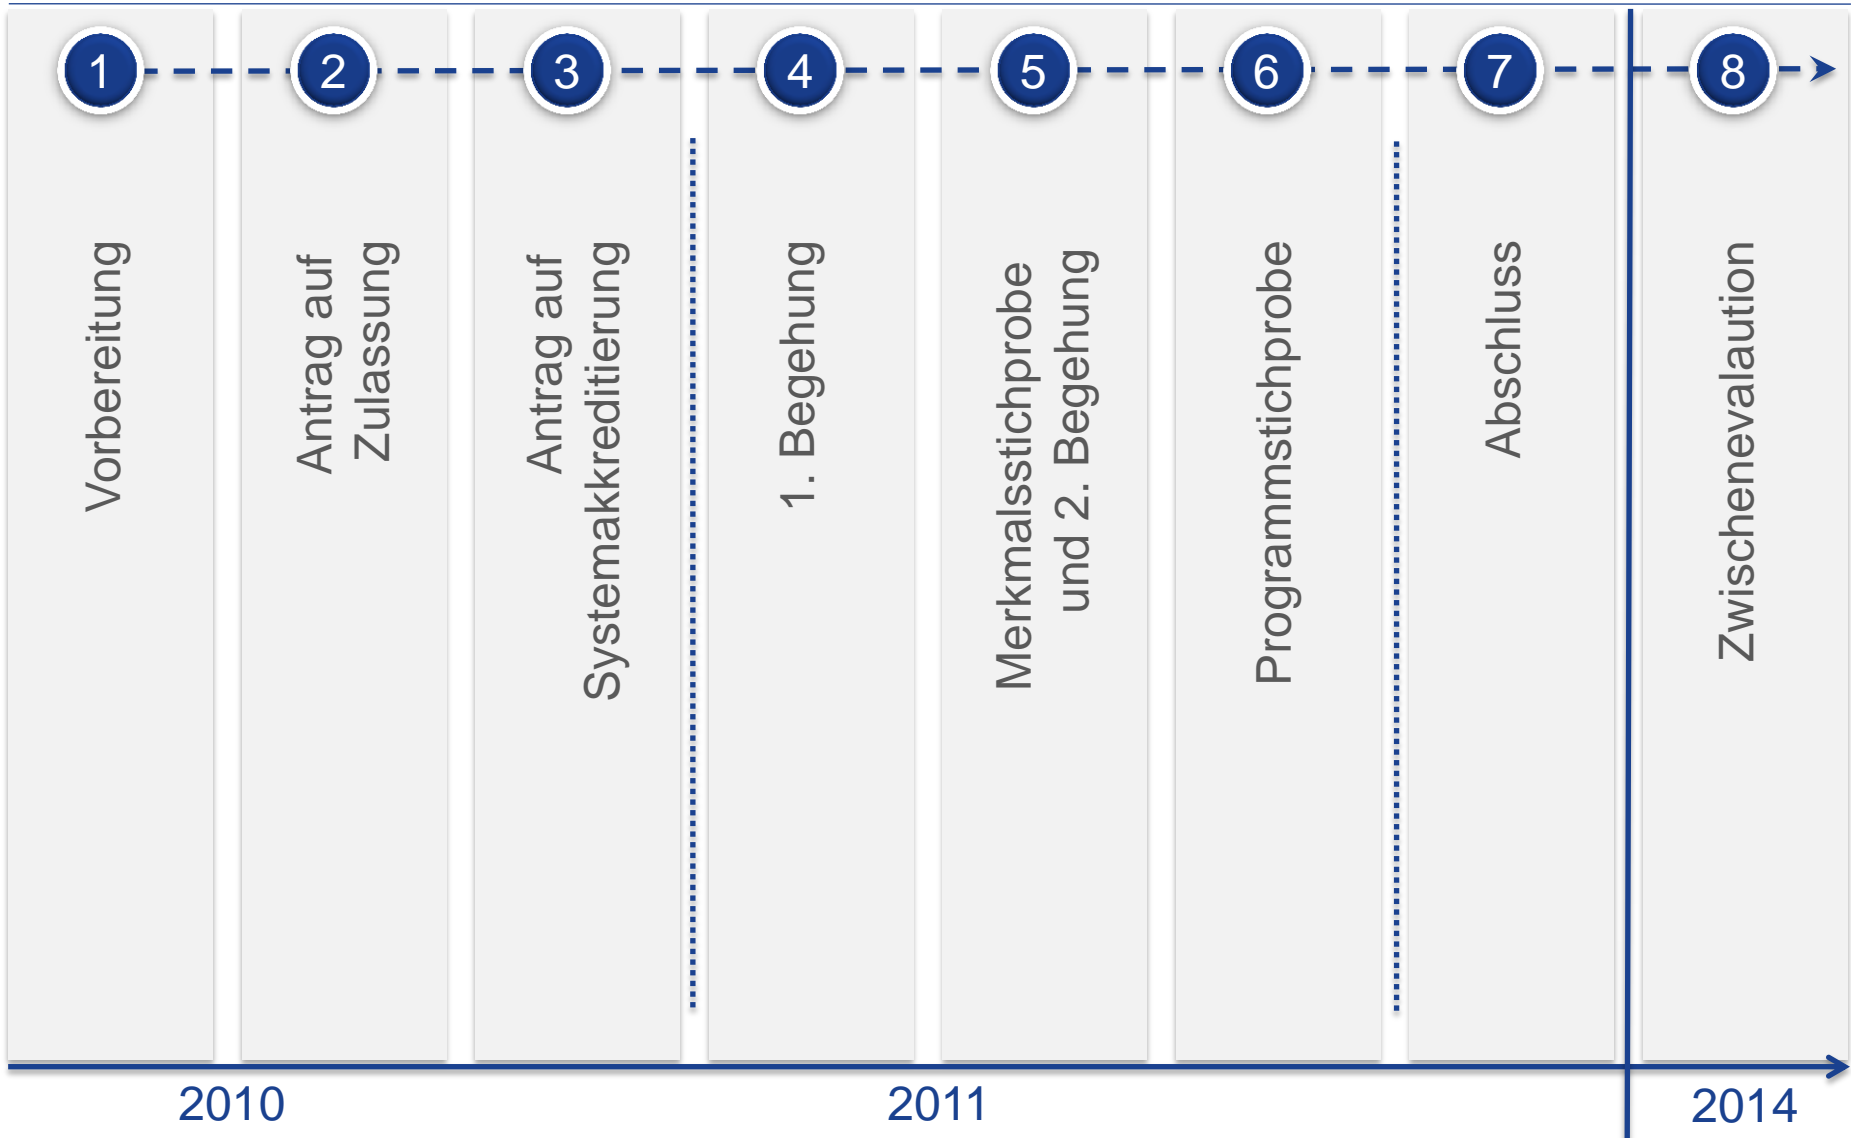 1
2
3
4
5
6
7
8
Vorbereitung
Antrag auf
Zulassung
Antrag auf
Systemakkreditierung
1. Begehung
Merkmalsstichprobe
und 2. Begehung
Programmstichprobe
Abschluss
Zwischenevalaution
2010
2011
2014